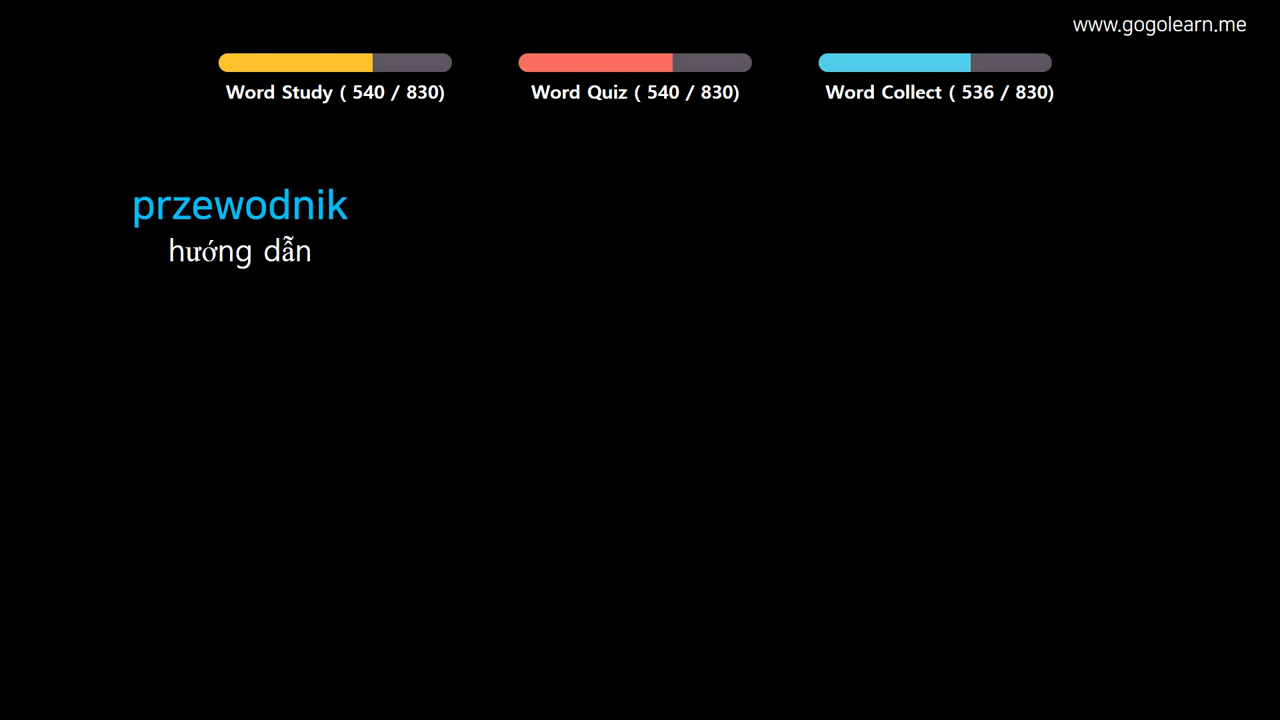 www.gogolearn.me
Word Study ( 540 / 830)
Word Quiz ( 540 / 830)
Word Collect ( 536 / 830)
przewodnik
hướng dẫn